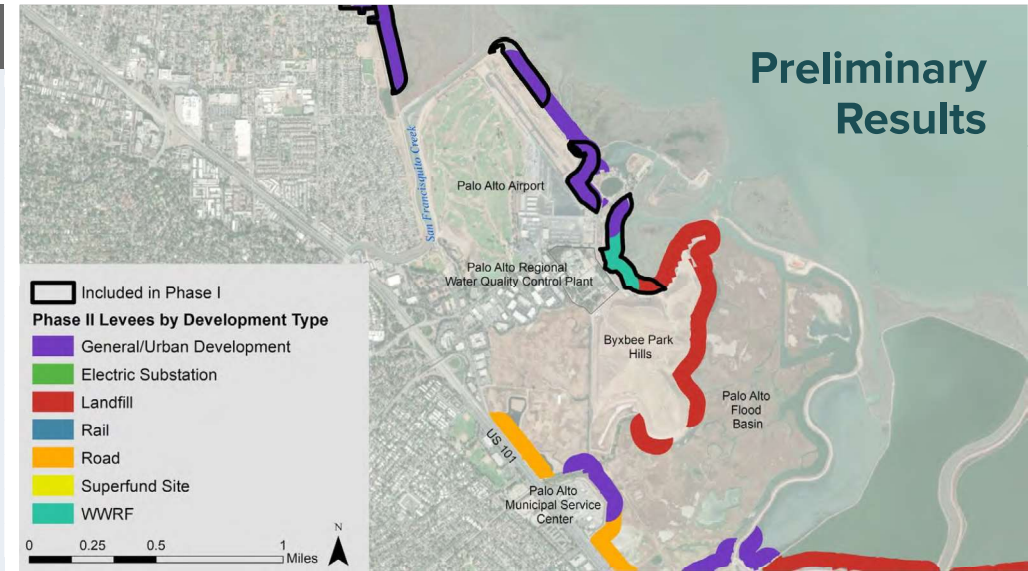 Preliminary
Results
San Francisquito Creek
Palo Alto Airport
Palo Alto Regional
Water Quality Control Plant
Byxbee Park
Hills
Palo Alto
Flood
Basin
US 101
Palo Alto
Municipal Service
Center
Included in Phase I
Phase II Levees by Development Type
General/Urban Development
Electric Substation
Landfill
Rail
Road
Superfund Site
WWRF
N
0 0.25 0.5 1
Miles